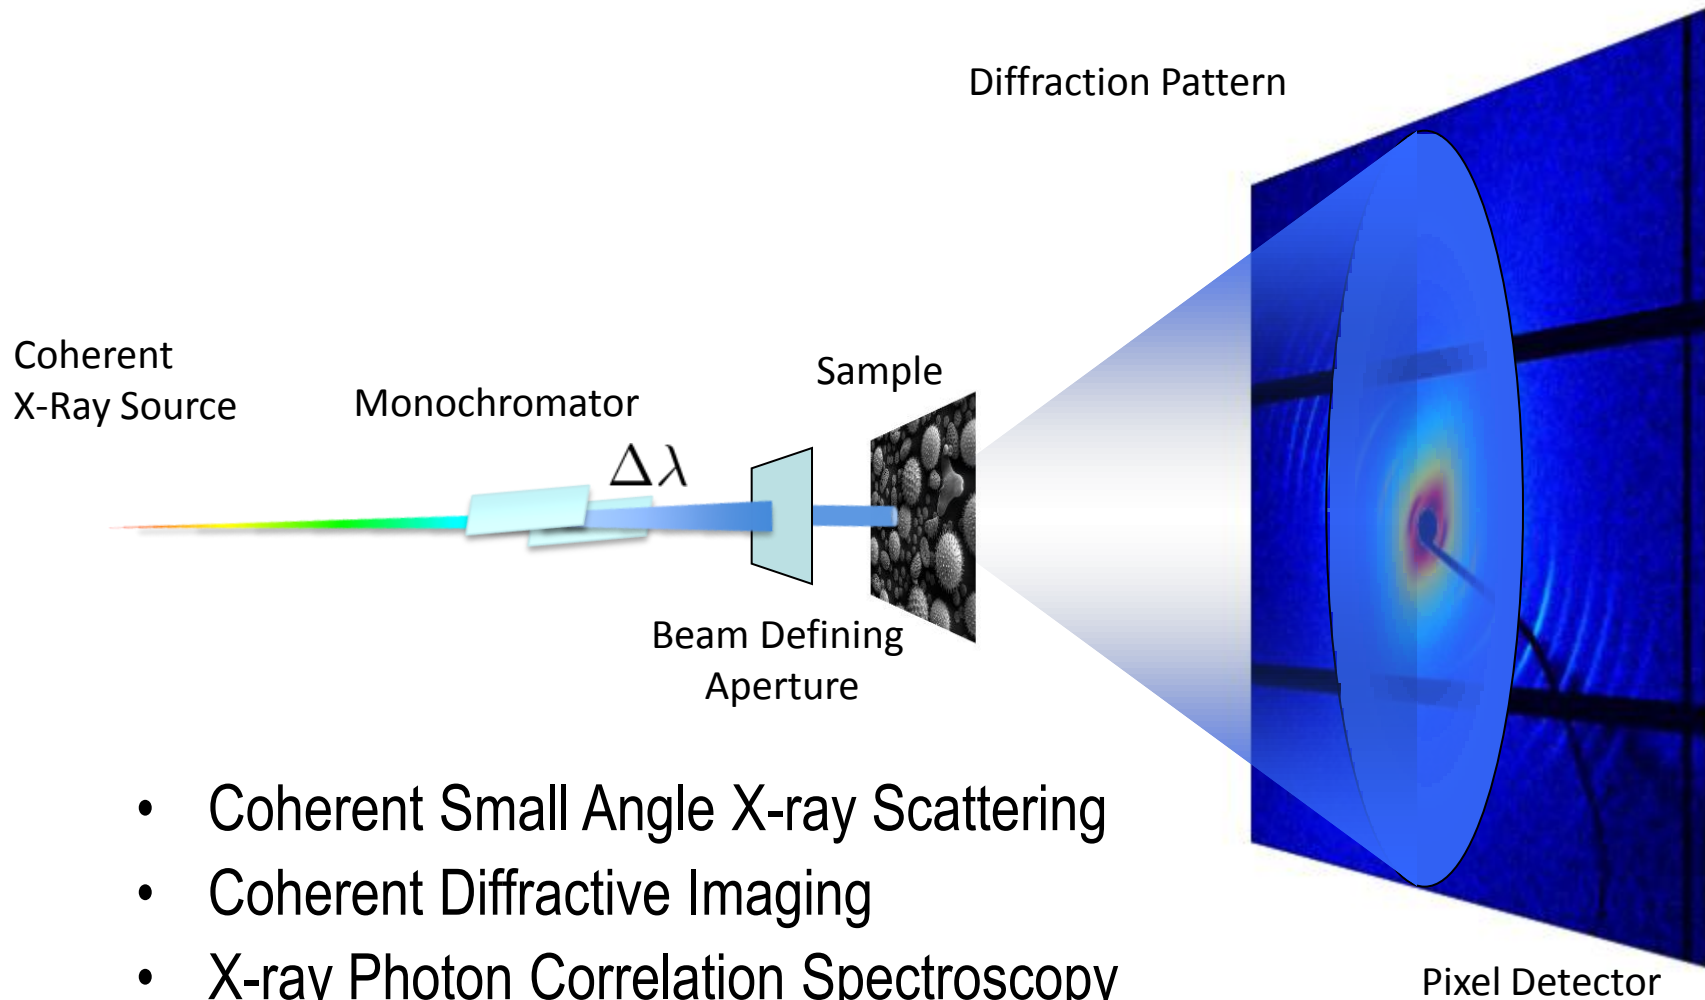 Diffraction Pattern
Coherent
X-Ray Source
Monochromator
Δλ
Sample
Beam Defining
Aperture
• Coherent Small Angle X-ray Scattering
• Coherent Diffractive Imaging
• X-ray Photon Correlation Spectroscopy
Pixel Detector